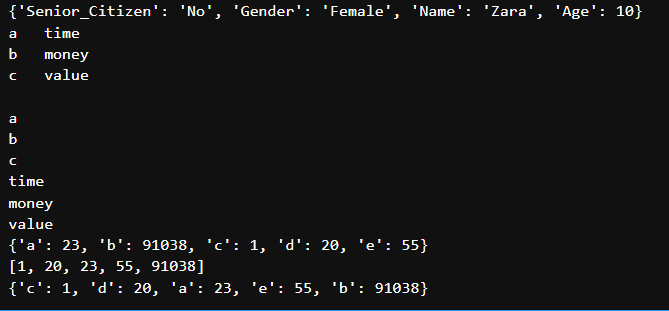 {'Senior_Citizen': 'No', 'Gender': 'Female', 'Name': 'Zara', 'Age': 10}
a   time
b   money
c   value
a
b
c
time
money
value
{'a': 23, 'b': 91038, 'c': 1, 'd': 20, 'e': 55}
[1, 20, 23, 55, 91038]
{'c': 1, 'd': 20, 'a': 23, 'e': 55, 'b': 91038}